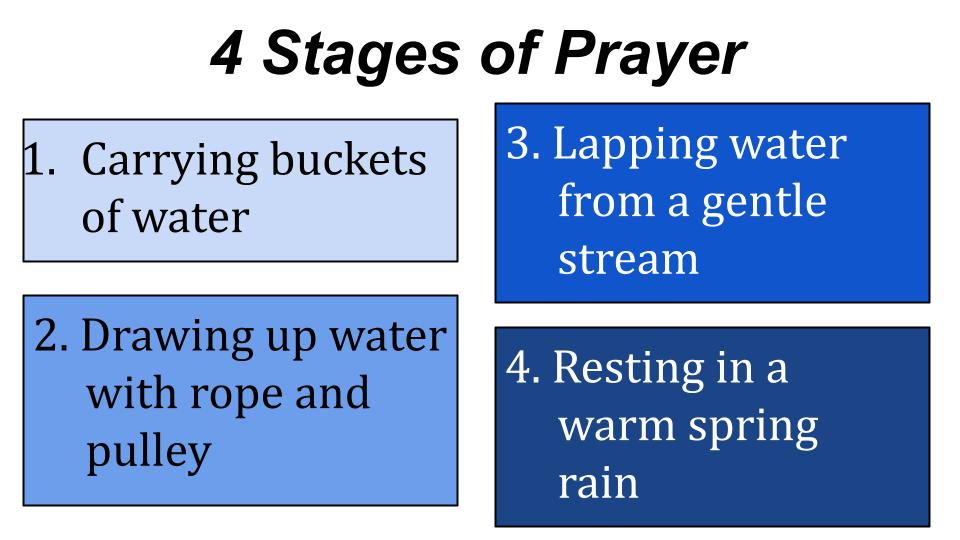 4 Stages of Prayer
1. Carrying buckets
of water
2. Drawing up water
with rope and
pulley
3. Lapping water
from a gentle
stream
4. Resting in a
warm spring
rain